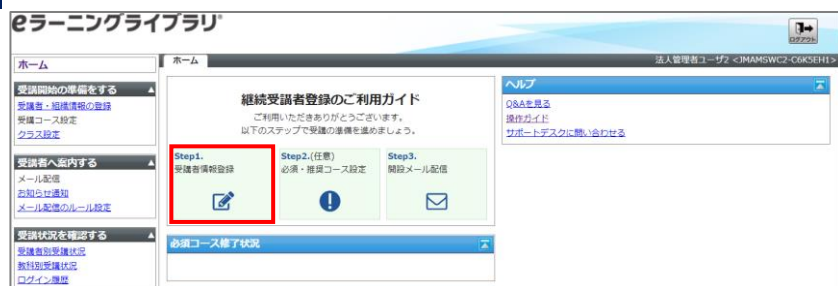 eラーニングライブラリ®
ログアウト
ホーム
法人管理者ユーザ2 <JMAMSWC2-C6K5EH1>
ホーム
受講開始の準備をする
受講者・組織情報の登録
受講コース設定
クラス設定
受講者へ案内する
メール配信
お知らせ通知
メール配信のルール設定
受講状況を確認する
受講者別受講状況
教科別受講状況
ログイン履歴
継続受講者登録のご利用ガイド
ご利用いただきありがとうございます。
以下のステップで受講の準備を進めましょう。
Step1.
受講者情報登録
Step2.(任意)
必須・推奨コース設定
Step3.
開設メール配信
必須コース修了状況
ヘルプ
Q&Aを見る
操作ガイド
サポートデスクに問い合わせる